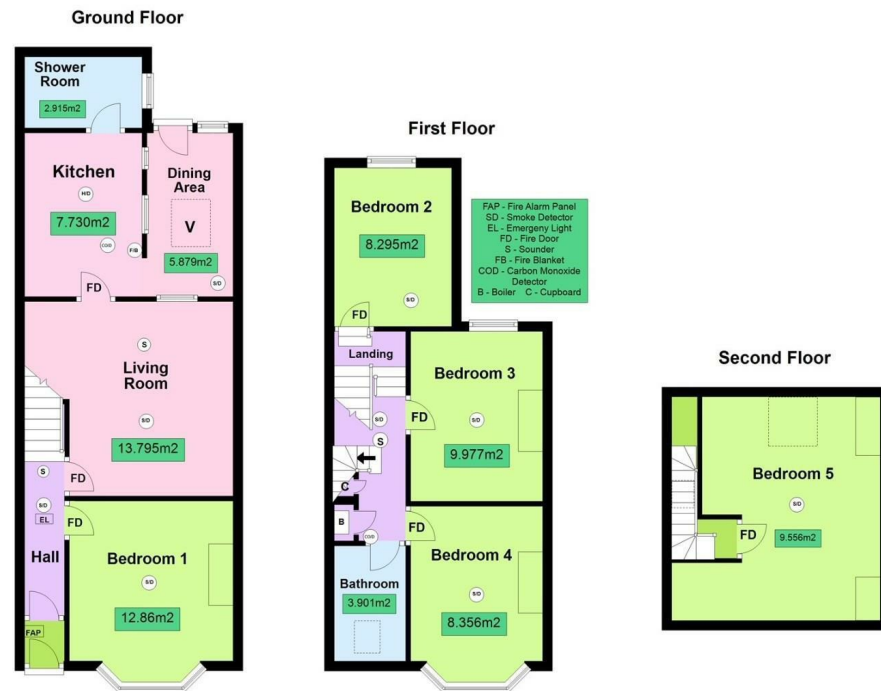 Ground Floor
Shower
Room
2.915m2
Kitchen
H/D
7.730m2
COD
F/B
Dining
Area
V
5.879m2
S/D
FD
S
Living
Room
S/D
13.795m2
S
FD
S/D
EL
FD
Hall
Bedroom 1
S/D
12.86m2
FAP
First Floor
Bedroom 2
8.295m2
S/D
FD
FAP - Fire Alarm Panel
SD - Smoke Detector
EL - Emergeny Light
FD - Fire Door
S - Sounder
FB - Fire Blanket
COD - Carbon Monoxide
Detector
B - Boiler C - Cupboard
Landing
Bedroom 3
S/D
FD
S/D
S
9.977m2
C
B
FD
CO/D
Bedroom 4
Bathroom
3.901m2
S/D
8.356m2
Second Floor
Bedroom 5
S/D
FD
9.556m2